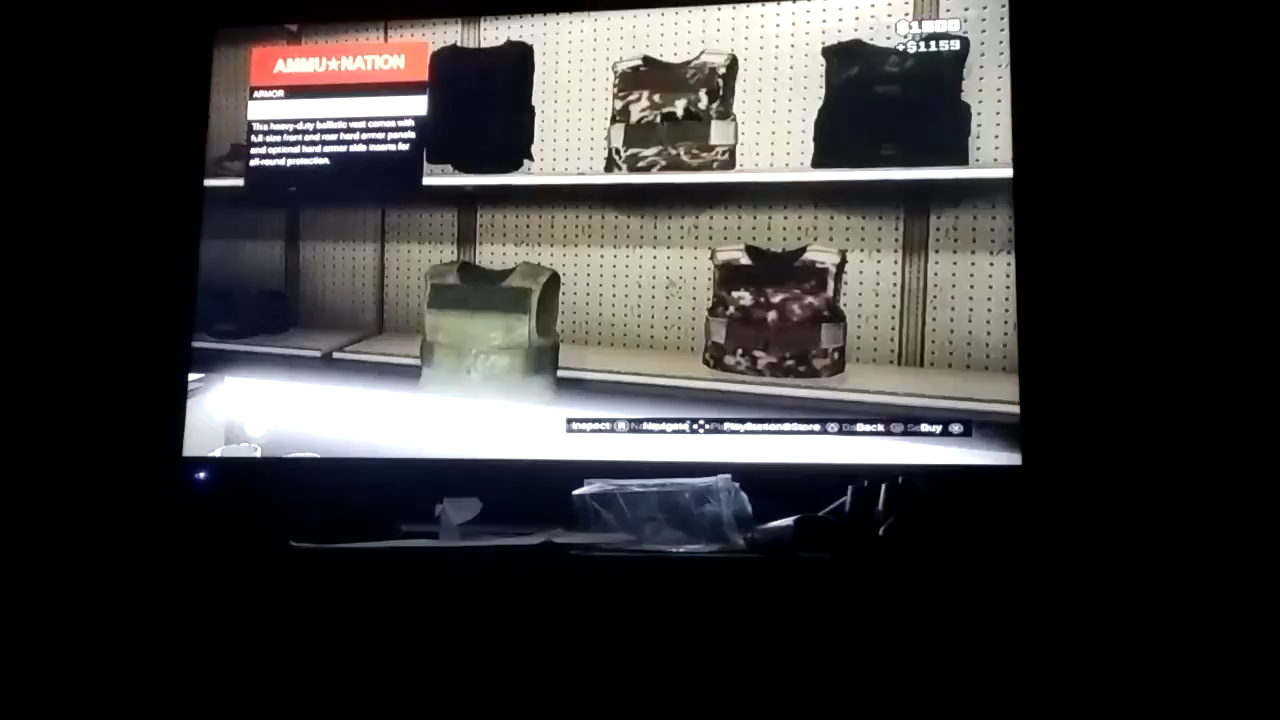 $1500
+$1159
AMMU★NATION
ARMOR
This heavy-duty ballistic vest comes with
full-size front and rear hard armor panels
and optional hard armor side inserts for
all-round protection.
Inspect R Navigate PlayStation®Store Back Buy